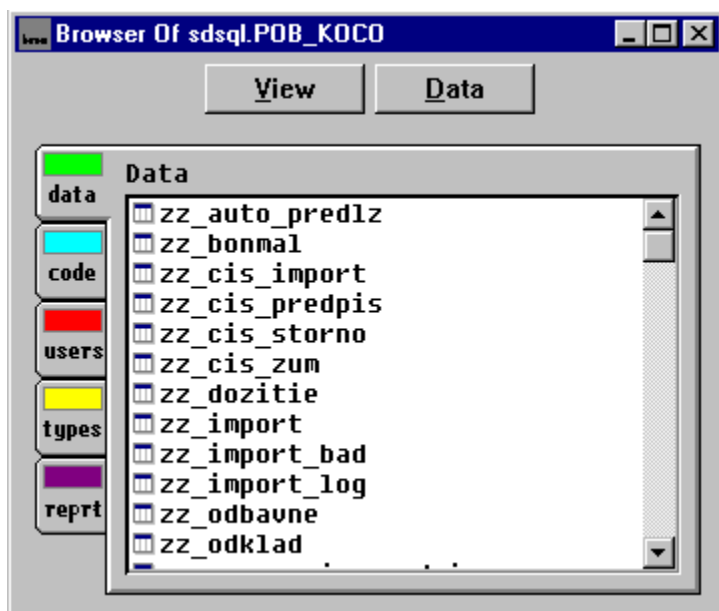 Browser Of sdsql.POB_KOCO
View Data
Data
data
code
users
types
reprt
zz_auto_predlz
zz_bonmal
zz_cis_import
zz_cis_predpis
zz_cis_storno
zz_cis_zum
zz_dozitie
zz_import
zz_import_bad
zz_import_log
zz_odbavne
zz_odklad